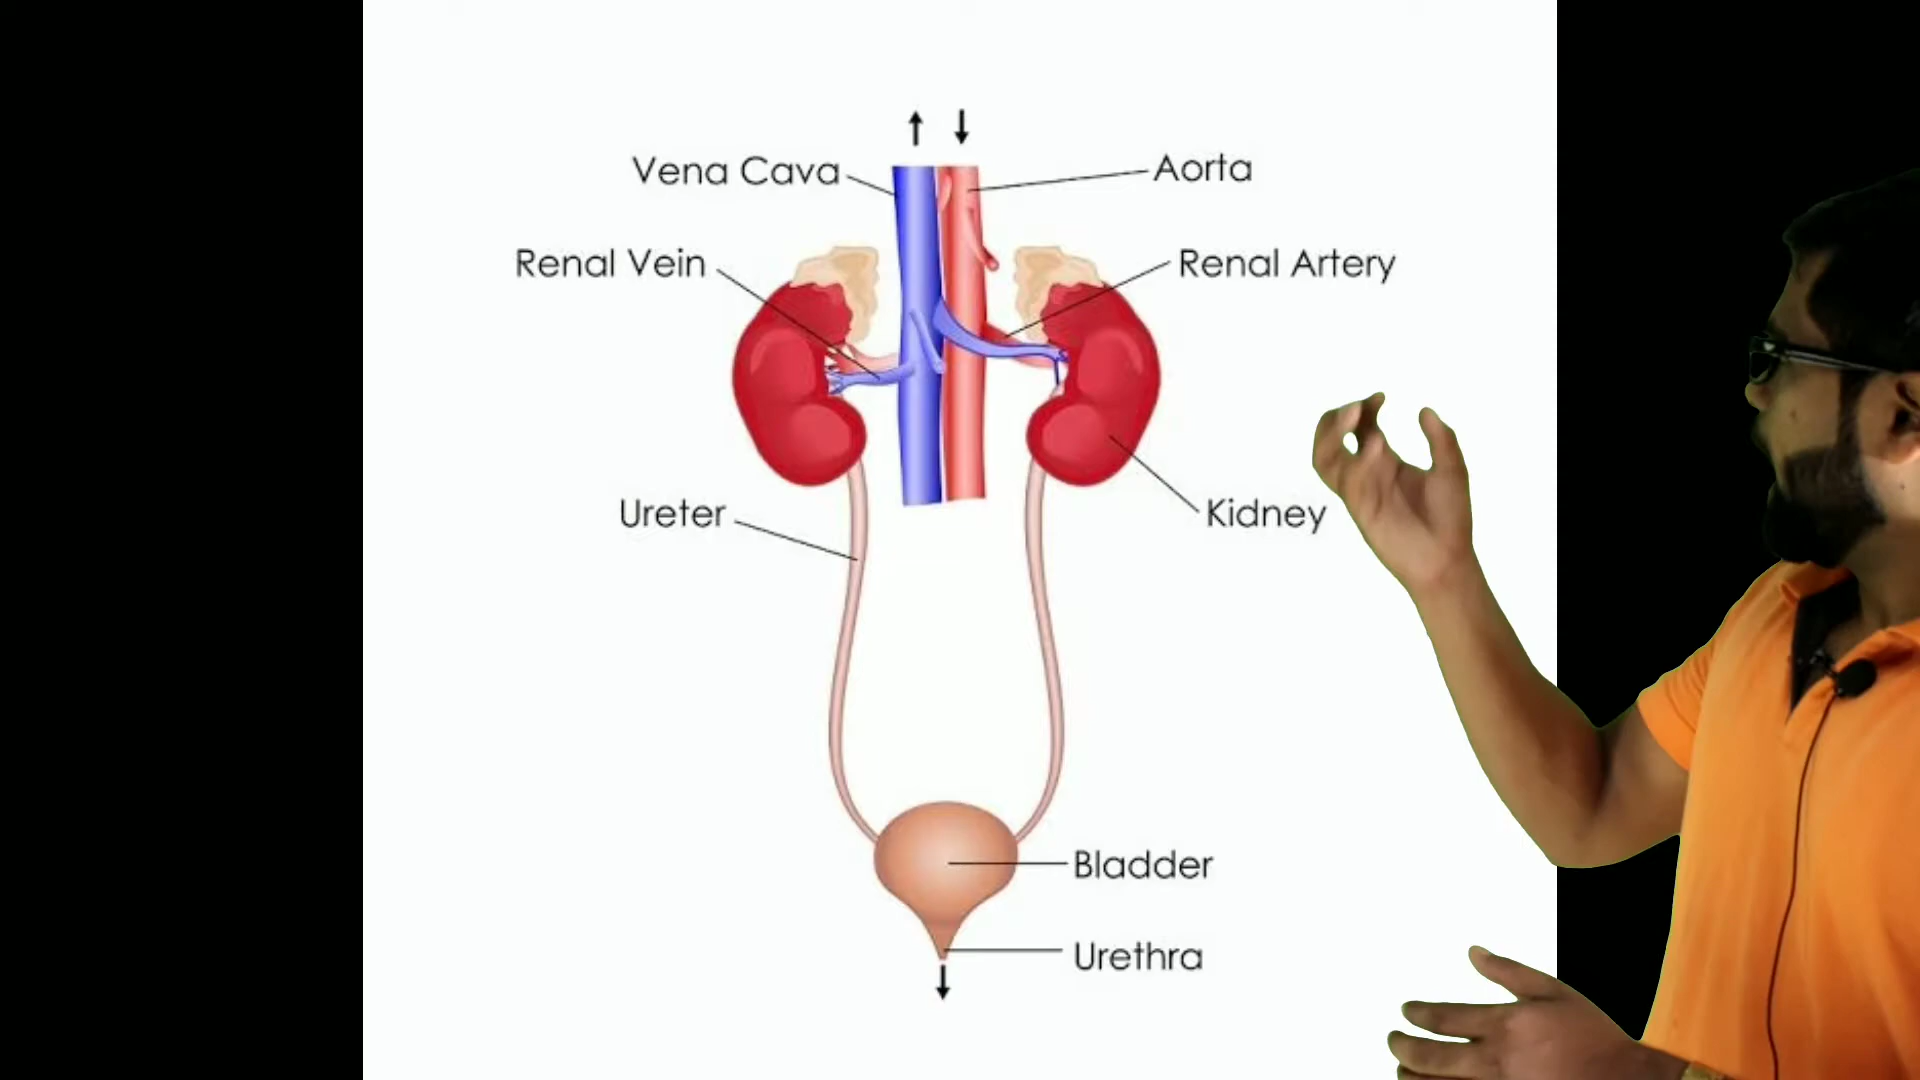 Vena Cava
Aorta
Renal Vein
Renal Artery
Ureter
Kidney
Bladder
Urethra